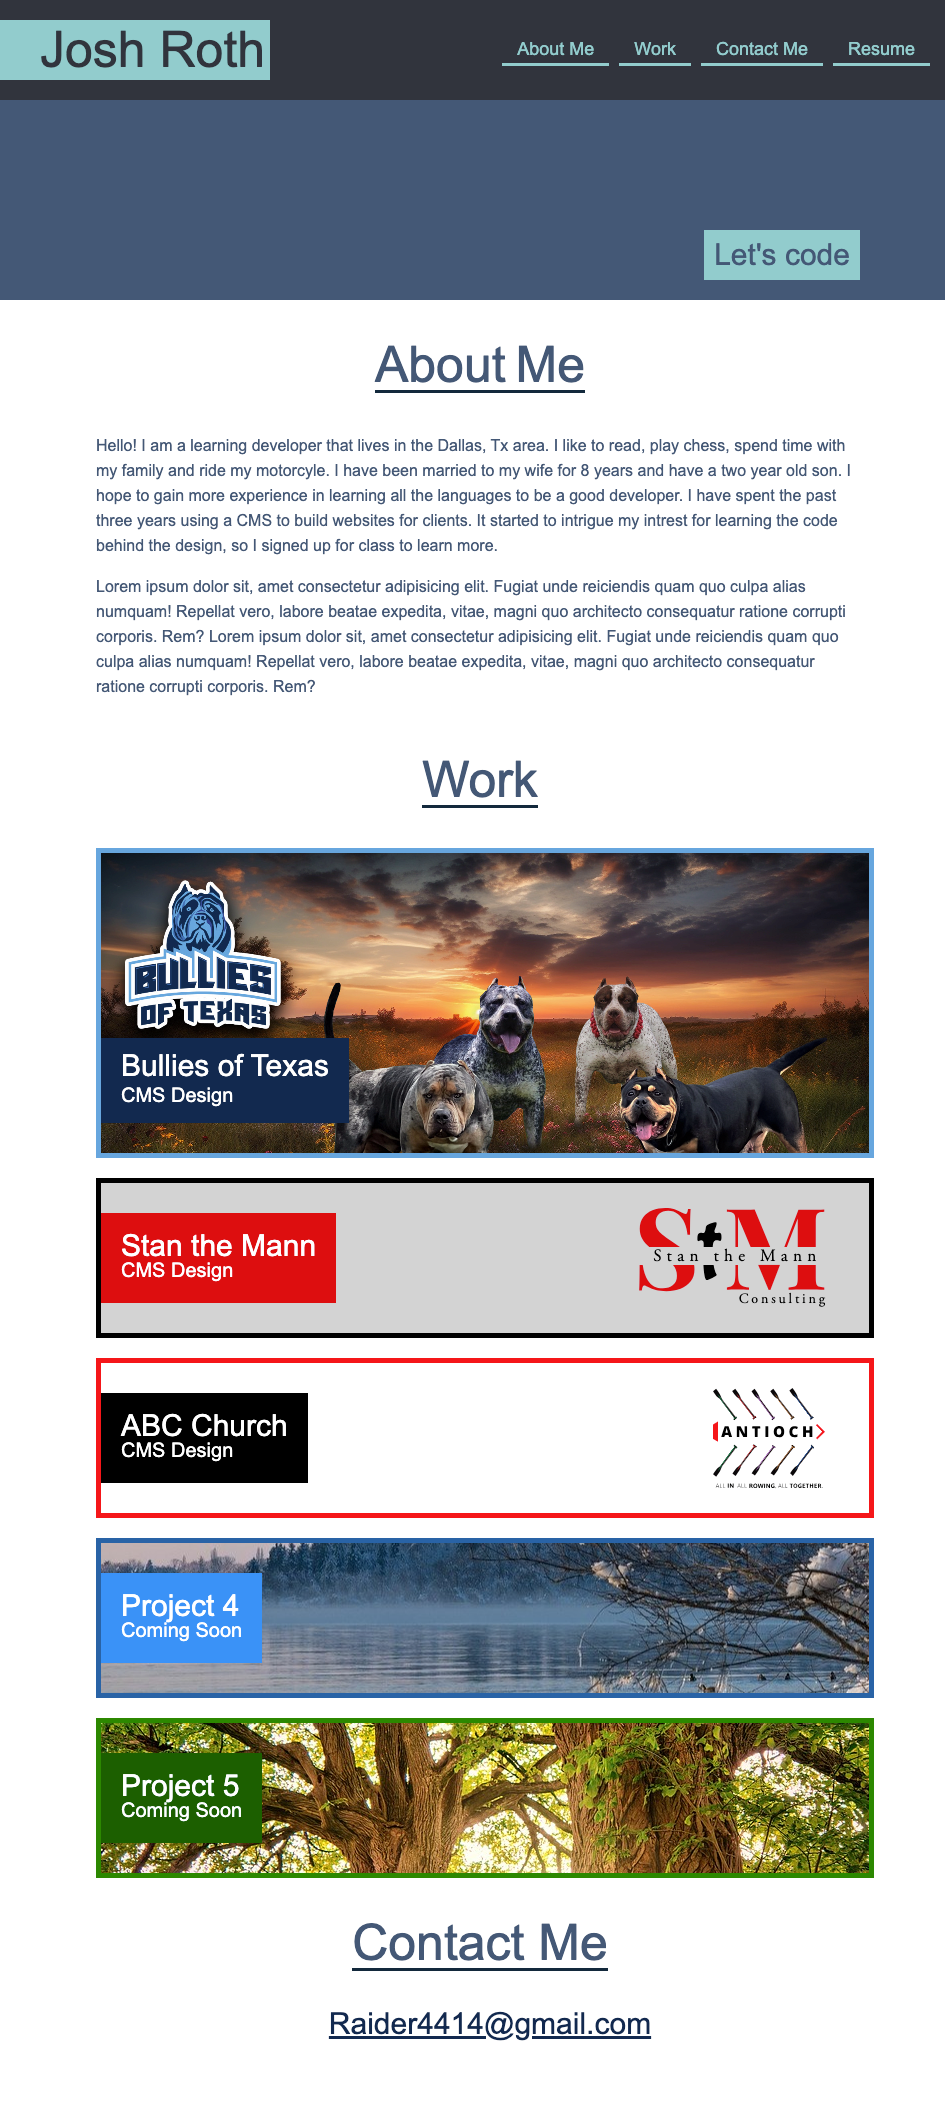 Josh Roth
About Me
Work
Contact Me
Resume
Let's code
About Me
Hello! I am a learning developer that lives in the Dallas, Tx area. I like to read, play chess, spend time with
my family and ride my motorcyle. I have been married to my wife for 8 years and have a two year old son. I
hope to gain more experience in learning all the languages to be a good developer. I have spent the past
three years using a CMS to build websites for clients. It started to intrigue my intrest for learning the code
behind the design, so I signed up for class to learn more.
Lorem ipsum dolor sit, amet consectetur adipisicing elit. Fugiat unde reiciendis quam quo culpa alias
numquam! Repellat vero, labore beatae expedita, vitae, magni quo architecto consequatur ratione corrupti
corporis. Rem? Lorem ipsum dolor sit, amet consectetur adipisicing elit. Fugiat unde reiciendis quam quo
culpa alias numquam! Repellat vero, labore beatae expedita, vitae, magni quo architecto consequatur
ratione corrupti corporis. Rem?
Work
BULLIES
OF TEXAS
Bullies of Texas
CMS Design
Stan the Mann
CMS Design
StM
Stan the Mann
Consulting
ABC Church
CMS Design
ANTIOCH
ALL IN ALL ROWING. ALL TOGETHER.
Project 4
Coming Soon
Project 5
Coming Soon
Contact Me
Raider4414@gmail.com